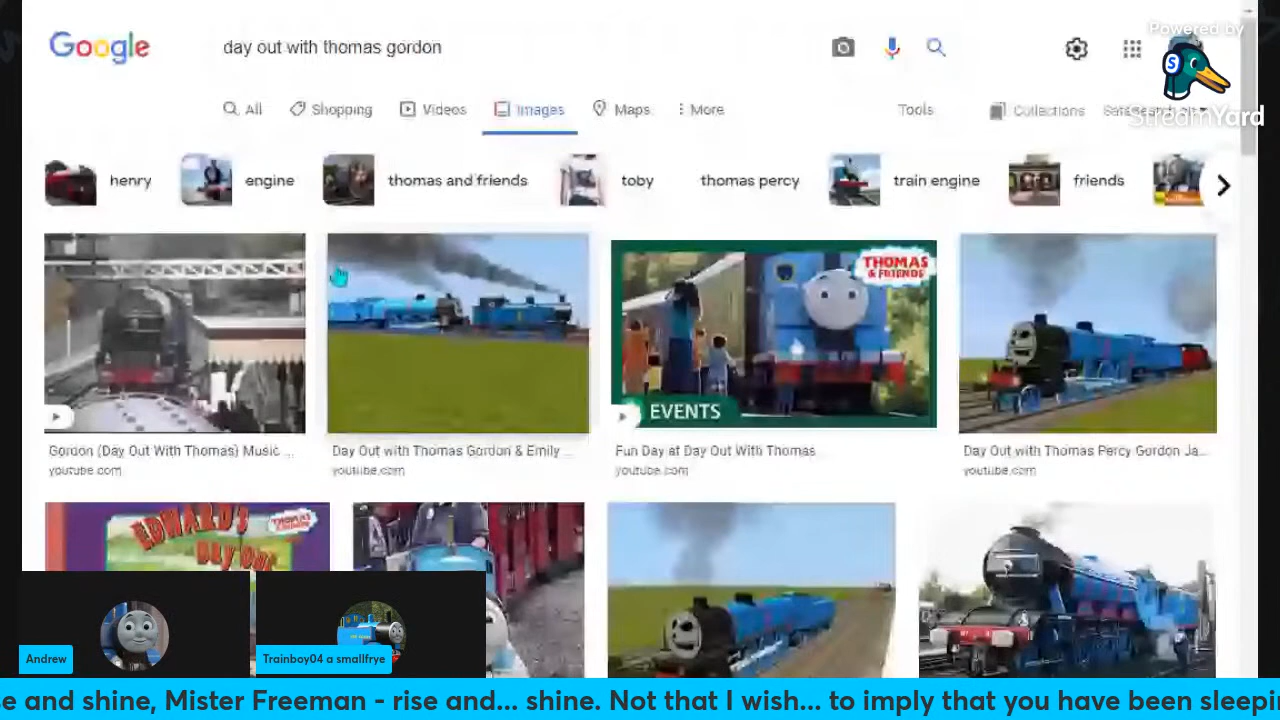 Powered by
StreamYard
Google
day out with thomas gordon
All
Shopping
Videos
Images
Maps
More
Tools
Collections
henry
engine
thomas and friends
toby
thomas percy
train engine
friends
THOMAS
& FRIENDS
EVENTS
Gordon (Day Out With Thomas) Music ...
youtube.com
Day Out with Thomas Gordon & Emily ...
youtube.com
Fun Day at Day Out With Thomas ...
youtube.com
Day Out with Thomas Percy Gordon Ja...
youtube.com
EDWARD'S
Day Out
THOMAS
Andrew
Trainboy04 a smallfrye
se and shine, Mister Freeman - rise and... shine. Not that I wish... to imply that you have been sleepi